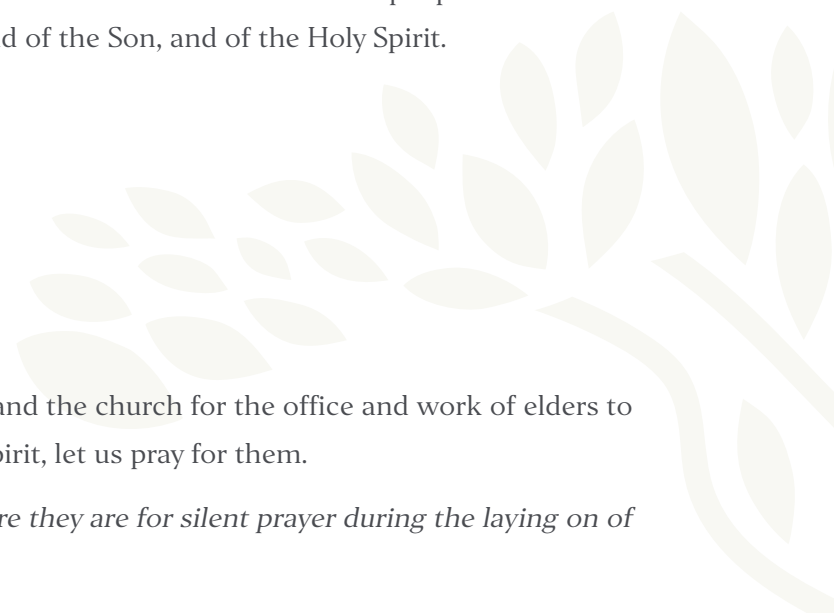 d of the Son, and of the Holy Spirit.
and the church for the office and work of elders to
pirit, let us pray for them.
re they are for silent prayer during the laying on of